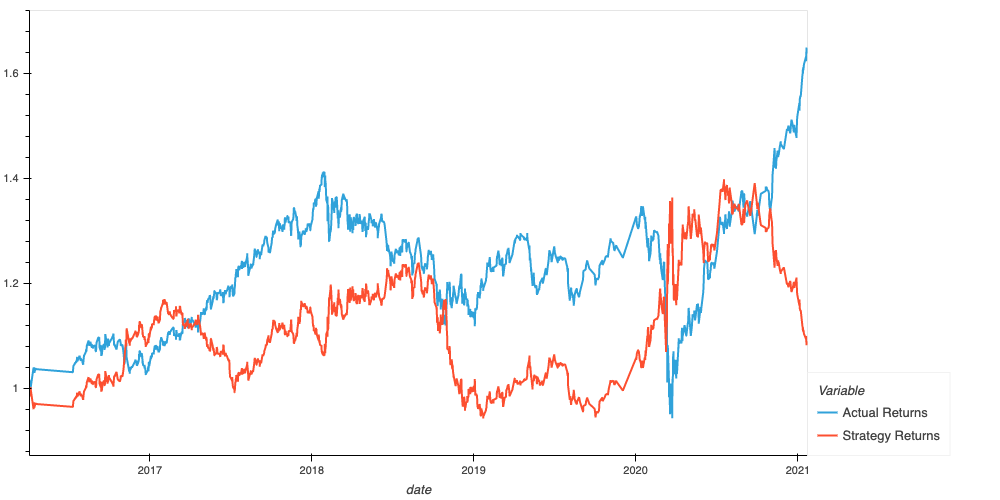 1.6
1.4
1.2
1
2017
2018
2019
2020
2021
date
Variable
Actual Returns
Strategy Returns